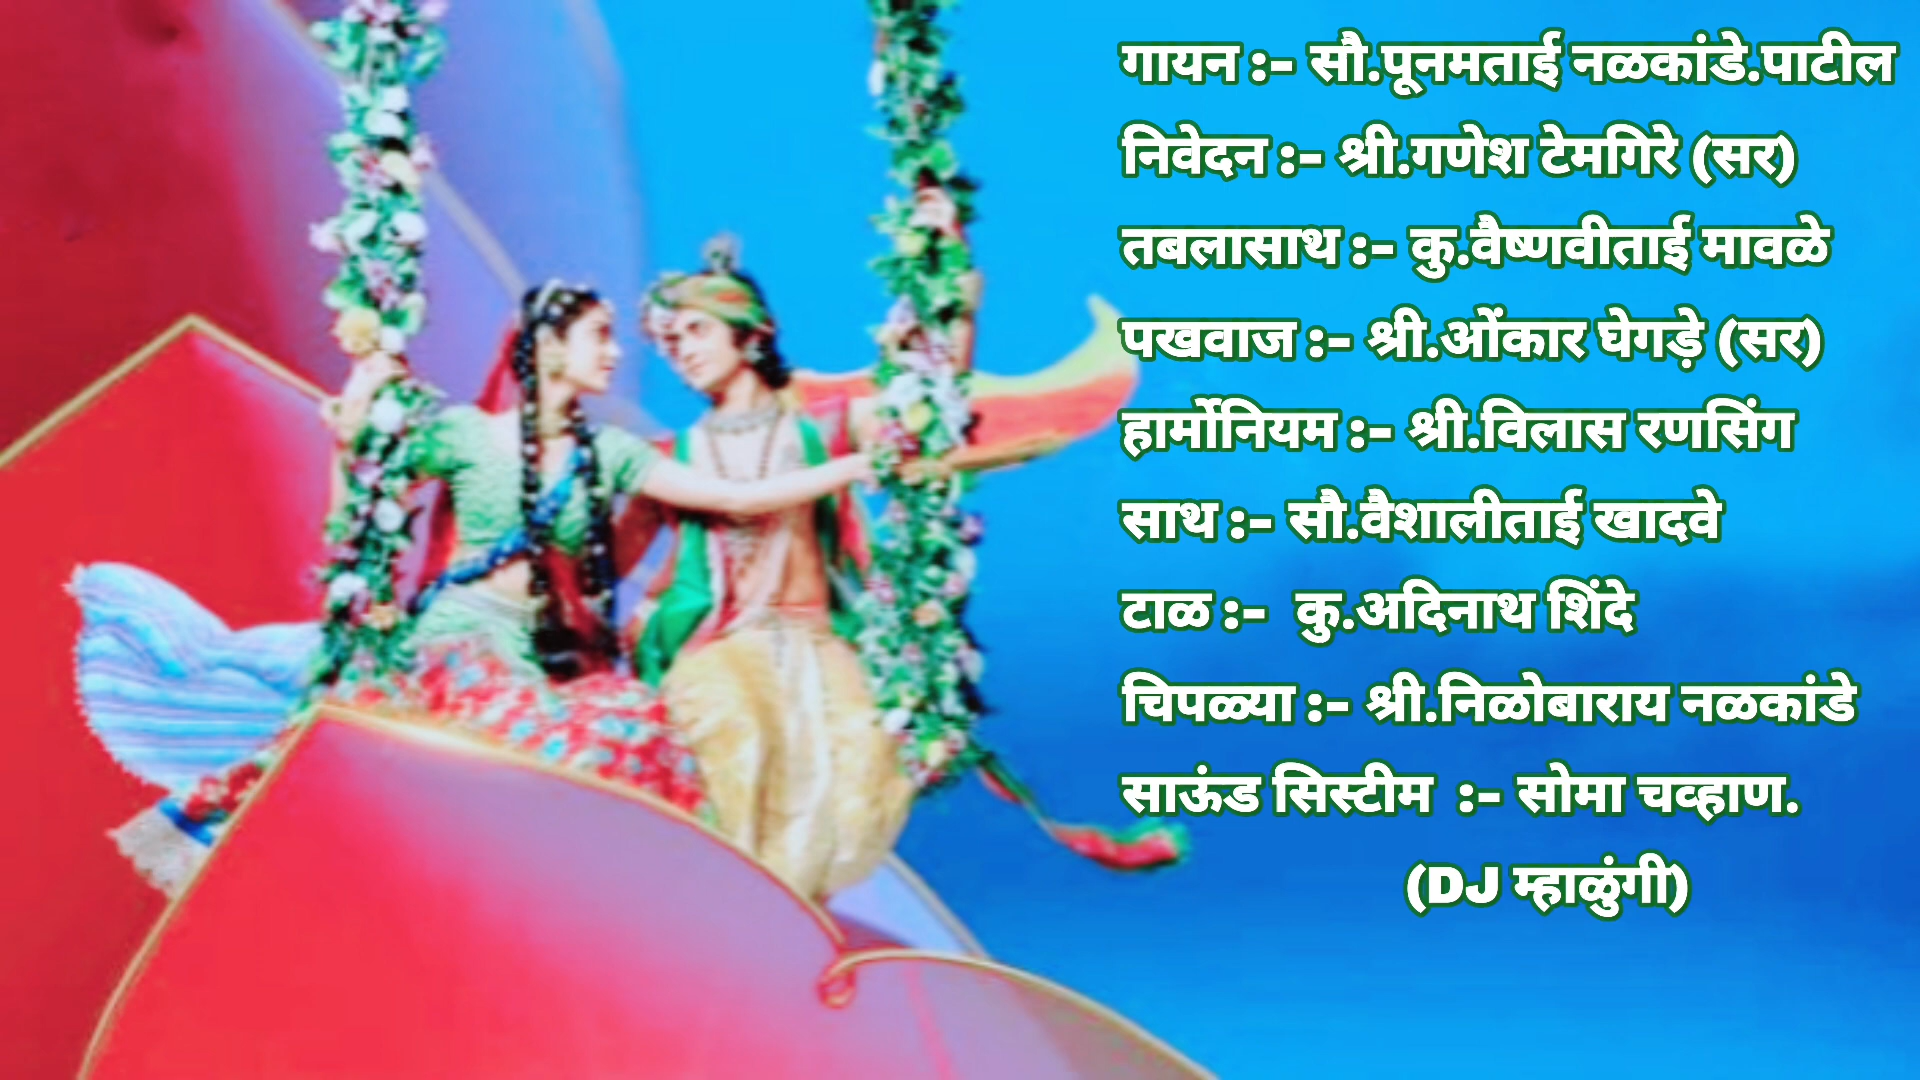 गायन :- सौ.पूनमताई नळकांडे.पाटील
निवेदन :- श्री.गणेश टेमगिरे (सर)
तबलासाथ :- कु.वैष्णवीताई मावळे
पखवाज :- श्री.ओंकार घेगड़े (सर)
हार्मोनियम :- श्री.विलास रणसिंग
साथ :- सौ.वैशालीताई खादवे
टाळ :-  कु.अदिनाथ शिंदे
चिपळ्या :- श्री.निळोबाराय नळकांडे
साऊंड सिस्टीम  :- सोमा चव्हाण.
(DJ म्हाळुंगी)